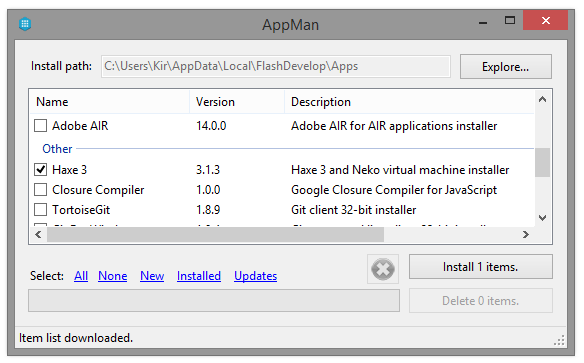 AppMan
Install path: C:\Users\Kir\AppData\Local\FlashDevelop\Apps Explore...
Name Version Description
Adobe AIR 14.0.0 Adobe AIR for AIR applications installer
Other
Haxe 3 3.1.3 Haxe 3 and Neko virtual machine installer
Closure Compiler 1.0.0 Google Closure Compiler for JavaScript
TortoiseGit 1.8.9 Git client 32-bit installer
Select: All None New Installed Updates Install 1 items.
Delete 0 items.
Item list downloaded.